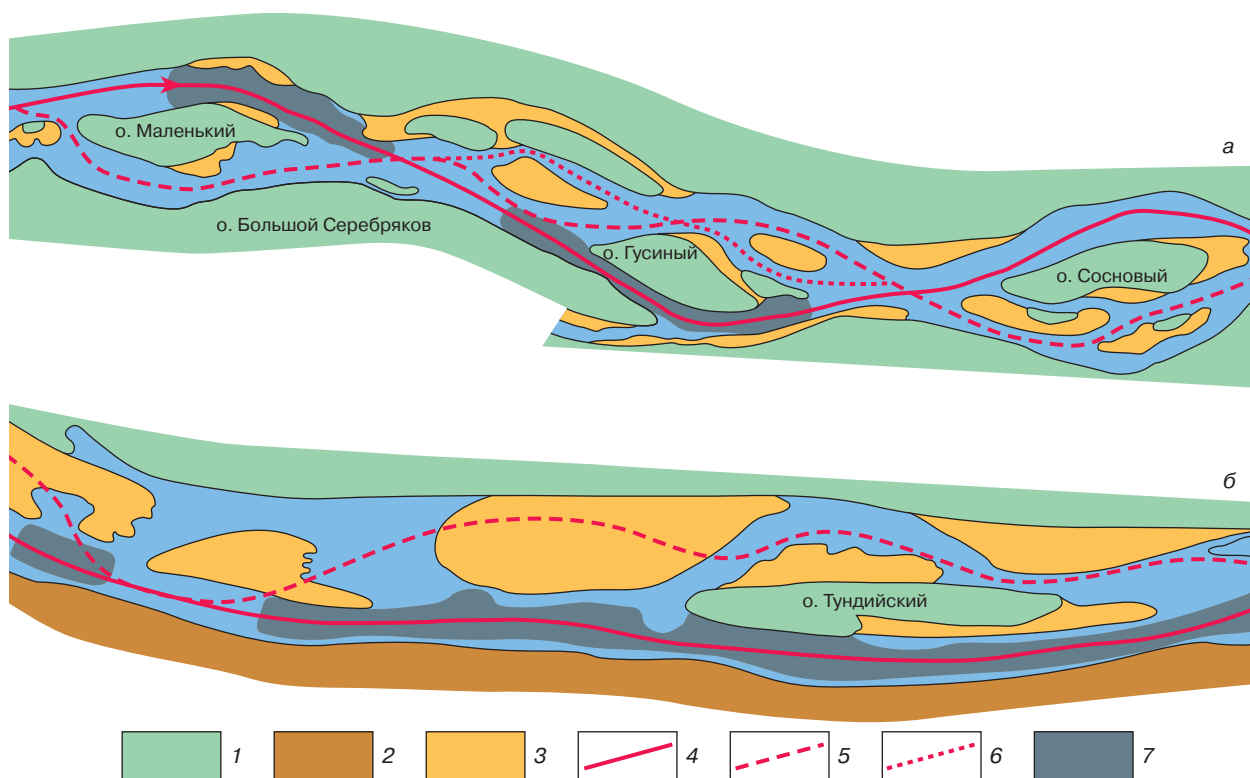 а
о. Маленький
о. Большой Серебряков
о. Гусиный
о. Сосновый
б
о. Тундийский
1 2 3 4 5 6 7